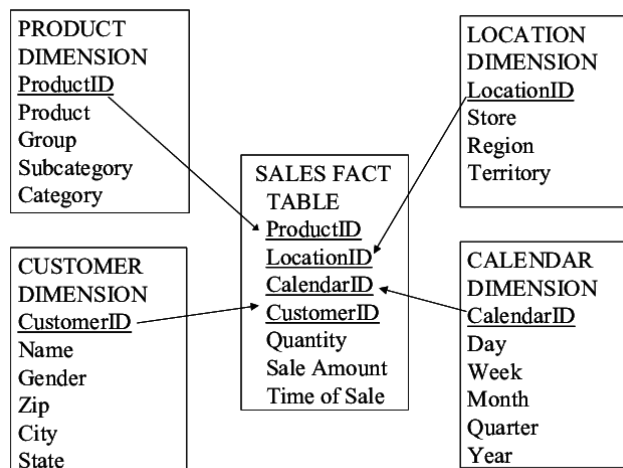 PRODUCT
DIMENSION
ProductID
Product
Group
Subcategory
Category
LOCATION
DIMENSION
LocationID
Store
Region
Territory
SALES FACT
TABLE
ProductID
LocationID
CalendarID
CustomerID
Quantity
Sale Amount
Time of Sale
CUSTOMER
DIMENSION
CustomerID
Name
Gender
Zip
City
State
CALENDAR
DIMENSION
CalendarID
Day
Week
Month
Quarter
Year